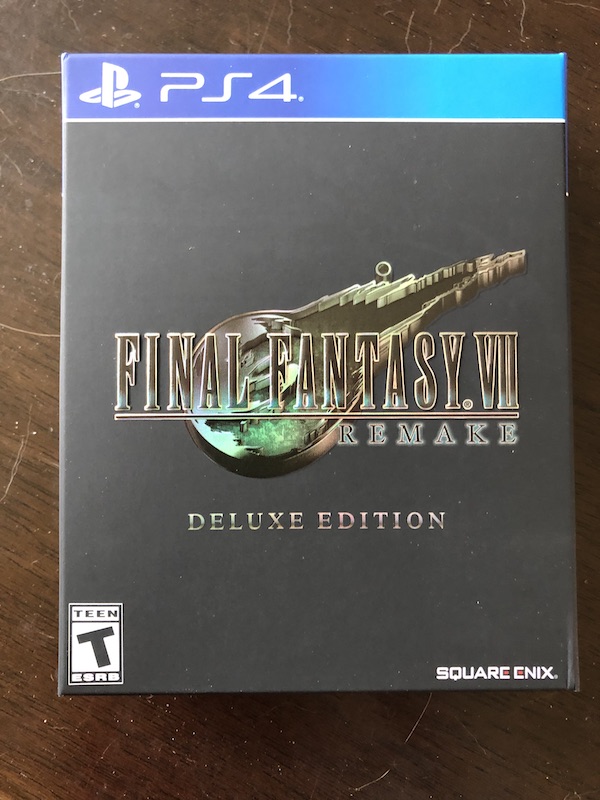 PS4
FINAL FANTASY. VII
REMAKE
DELUXE EDITION
TEEN
T
ESRB
SQUARE ENIX.